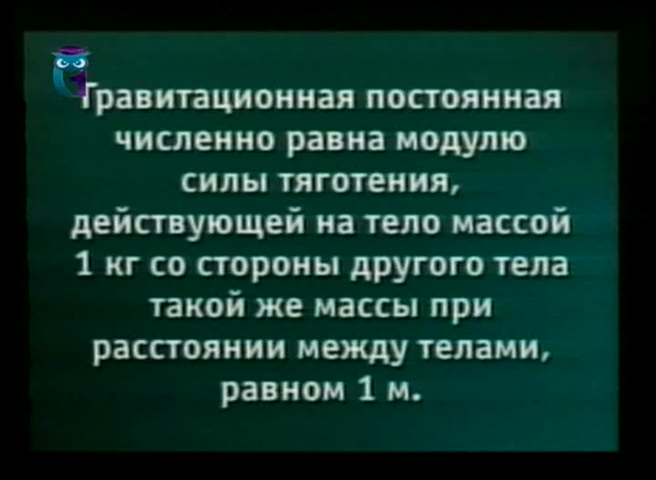 Гравитационная постоянная
численно равна модулю
силы тяготения,
действующей на тело массой
1 кг со стороны другого тела
такой же массы при
расстоянии между телами,
равном 1 м.